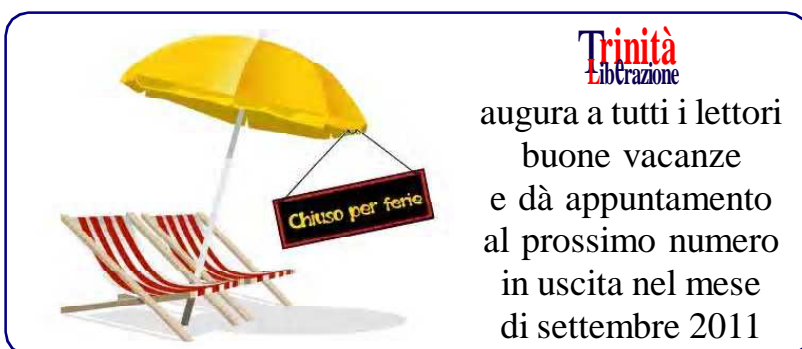 Trinità
Liberazione
augura a tutti i lettori
buone vacanze
e dà appuntamento
al prossimo numero
in uscita nel mese
di settembre 2011
Chiuso per ferie